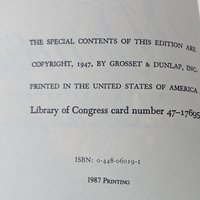 THE SPECIAL CONTENTS OF THIS EDITION ARE
COPYRIGHT, 1947, BY GROSSET & DUNLAP, INC.
PRINTED IN THE UNITED STATES OF AMERICA
Library of Congress card number 47-17695
ISBN: 0-448-06019-1
1987 PRINTING